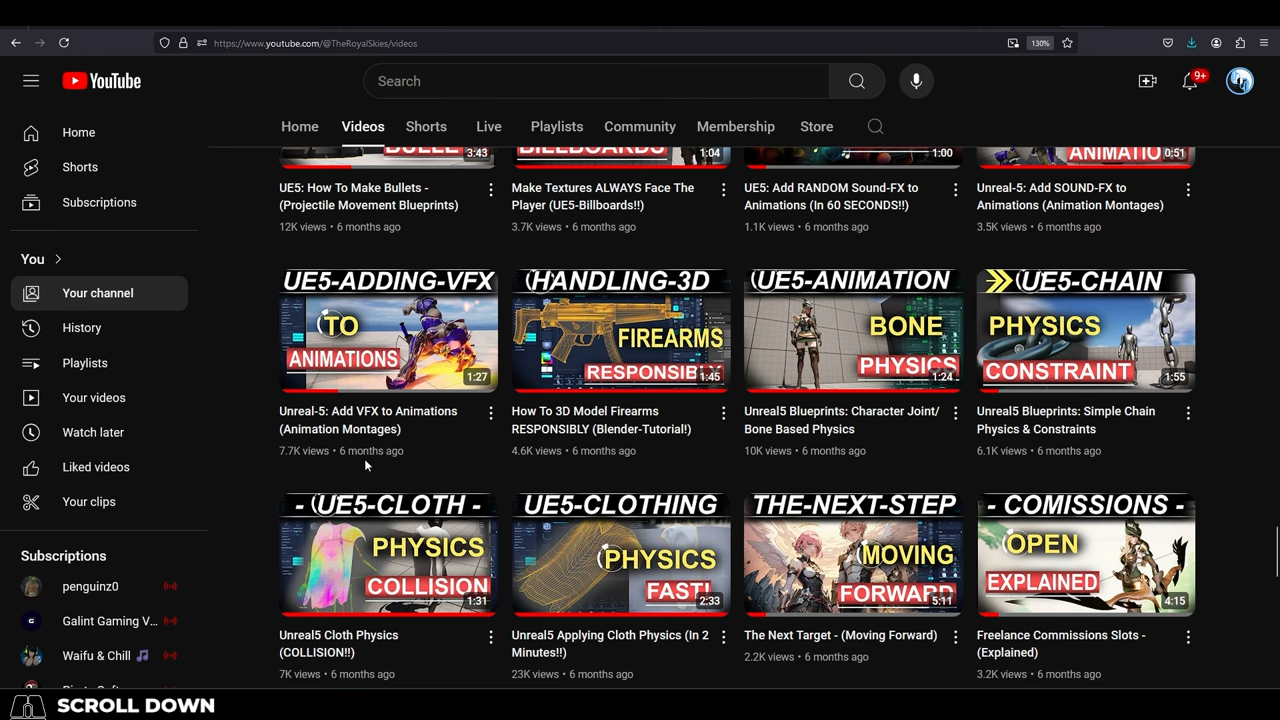 https://www.youtube.com/@TheRoyalSkies/videos
130%
YouTube
Search
9+
Home
Videos
Shorts
Live
Playlists
Community
Membership
Store
Home
Shorts
Subscriptions
You
Your channel
History
Playlists
Your videos
Watch later
Liked videos
Your clips
Subscriptions
penguinz0
Galint Gaming V...
Waifu & Chill
3:43
BILLBOARDS
1:04
1:00
ANIMATIO
0:51
UE5: How To Make Bullets -
(Projectile Movement Blueprints)
12K views • 6 months ago
Make Textures ALWAYS Face The
Player (UE5-Billboards!!)
3.7K views • 6 months ago
UE5: Add RANDOM Sound-FX to
Animations (In 60 SECONDS!!)
1.1K views • 6 months ago
Unreal-5: Add SOUND-FX to
Animations (Animation Montages)
3.5K views • 6 months ago
UE5-ADDING-VFX
TO
ANIMATIONS
1:27
HANDLING-3D
FIREARMS
RESPONSIB
1:45
UE5-ANIMATION
BONE
PHYSICS
1:24
UE5-CHAIN
PHYSICS
CONSTRAINT
1:55
Unreal-5: Add VFX to Animations
(Animation Montages)
7.7K views • 6 months ago
How To 3D Model Firearms
RESPONSIBLY (Blender-Tutorial!)
4.6K views • 6 months ago
Unreal5 Blueprints: Character Joint/
Bone Based Physics
10K views • 6 months ago
Unreal5 Blueprints: Simple Chain
Physics & Constraints
6.1K views • 6 months ago
- UE5-CLOTH -
PHYSICS
COLLISION
1:31
UE5-CLOTHING
PHYSICS
FAST!
2:33
THE-NEXT-STEP
MOVING
FORWARD
5:11
- COMISSIONS -
OPEN
EXPLAINED
4:15
Unreal5 Cloth Physics
(COLLISION!!)
7K views • 6 months ago
Unreal5 Applying Cloth Physics (In 2
Minutes!!)
23K views • 6 months ago
The Next Target - (Moving Forward)
2.2K views • 6 months ago
Freelance Commissions Slots -
(Explained)
3.2K views • 6 months ago
SCROLL DOWN